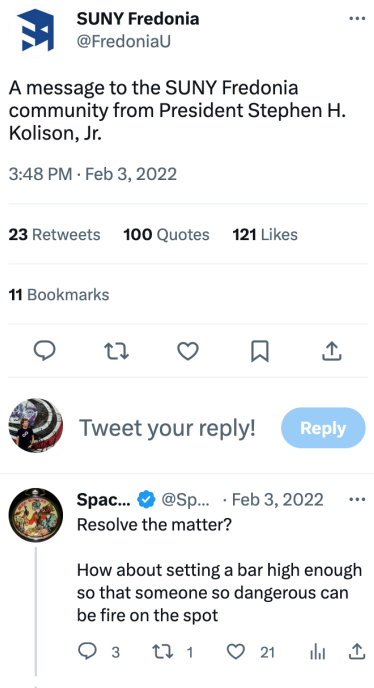 SUNY Fredonia
@FredoniaU
A message to the SUNY Fredonia
community from President Stephen H.
Kolison, Jr.
3:48 PM · Feb 3, 2022
23 Retweets 100 Quotes 121 Likes
11 Bookmarks
Tweet your reply!
Reply
Spac... @Sp... · Feb 3, 2022
Resolve the matter?
How about setting a bar high enough
so that someone so dangerous can
be fire on the spot
3 1 21